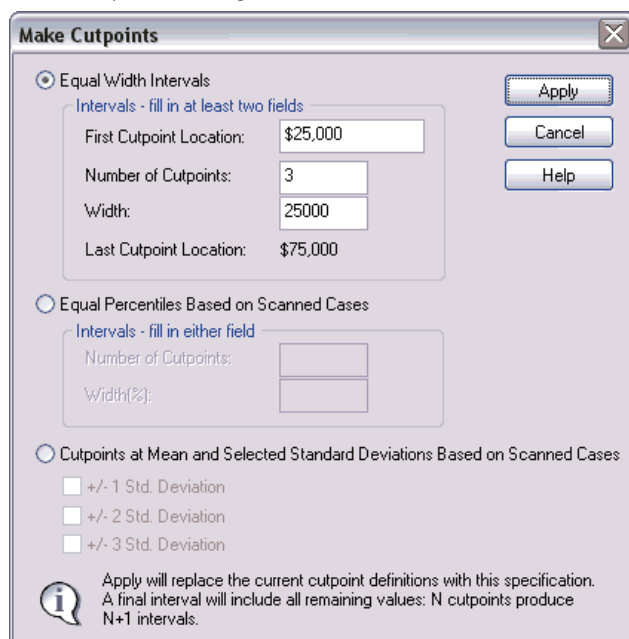 Make Cutpoints
Equal Width Intervals
Intervals - fill in at least two fields
First Cutpoint Location: $25,000
Number of Cutpoints: 3
Width: 25000
Last Cutpoint Location: $75,000
Apply
Cancel
Help
Equal Percentiles Based on Scanned Cases
Intervals - fill in either field
Number of Cutpoints:
Width(%):
Cutpoints at Mean and Selected Standard Deviations Based on Scanned Cases
+/- 1 Std. Deviation
+/- 2 Std. Deviation
+/- 3 Std. Deviation
Apply will replace the current cutpoint definitions with this specification.
A final interval will include all remaining values: N cutpoints produce
N+1 intervals.